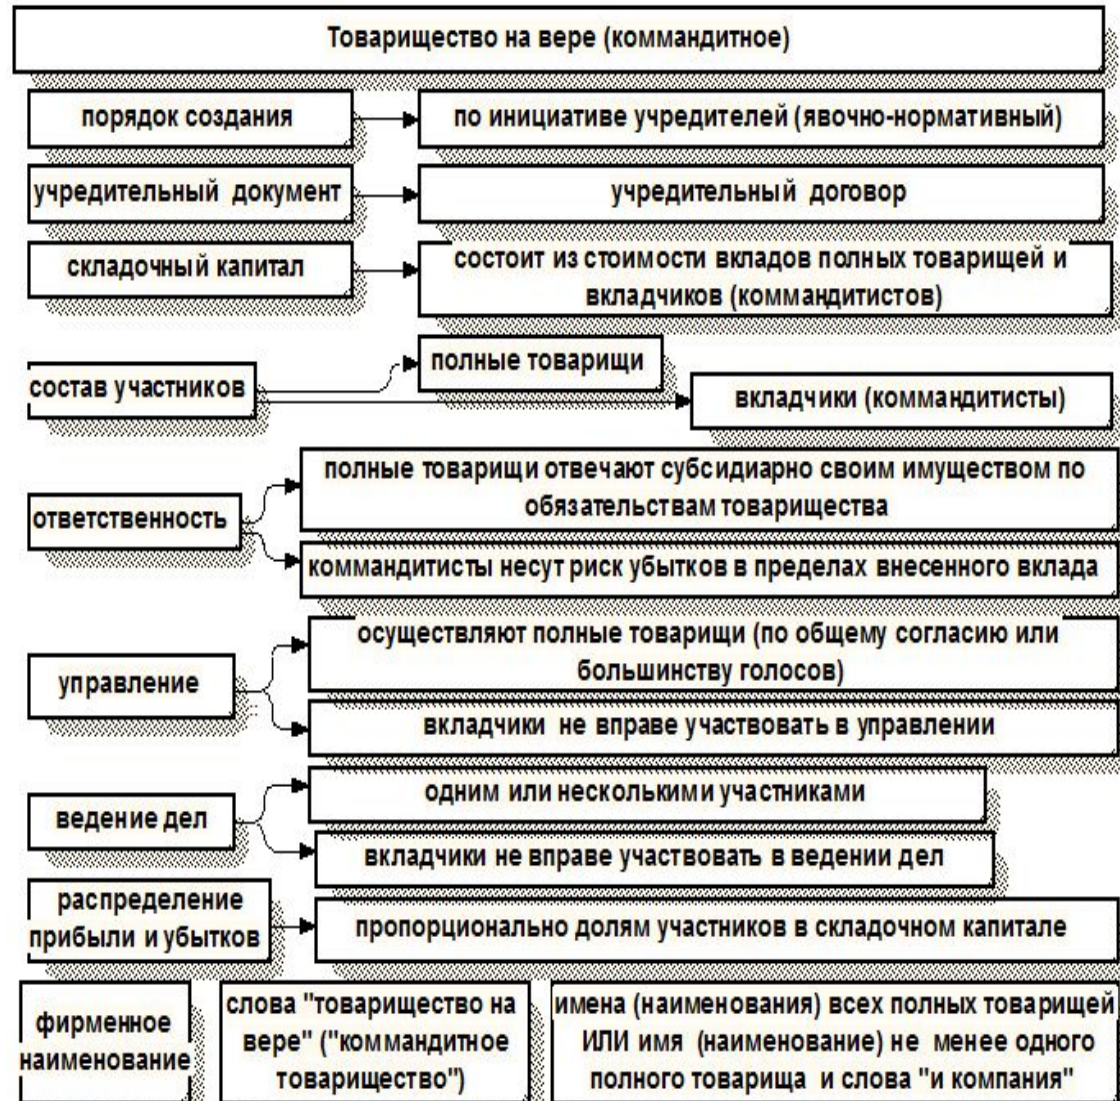 Товарищество на вере (коммандитное)
порядок создания
по инициативе учредителей (явочно-нормативный)
учредительный документ
учредительный договор
складочный капитал
состоит из стоимости вкладов полных товарищей и
вкладчиков (коммандитистов)
состав участников
полные товарищи
вкладчики (коммандитисты)
ответственность
полные товарищи отвечают субсидиарно своим имуществом по
обязательствам товарищества
коммандитисты несут риск убытков в пределах внесенного вклада
управление
осуществляют полные товарищи (по общему согласию или
большинству голосов)
вкладчики не вправе участвовать в управлении
ведение дел
одним или несколькими участниками
вкладчики не вправе участвовать в ведении дел
распределение
прибыли и убытков
пропорционально долям участников в складочном капитале
фирменное
наименование
слова "товарищество на
вере" ("коммандитное
товарищество")
имена (наименования) всех полных товарищей
ИЛИ имя (наименование) не менее одного
полного товарища и слова "и компания"